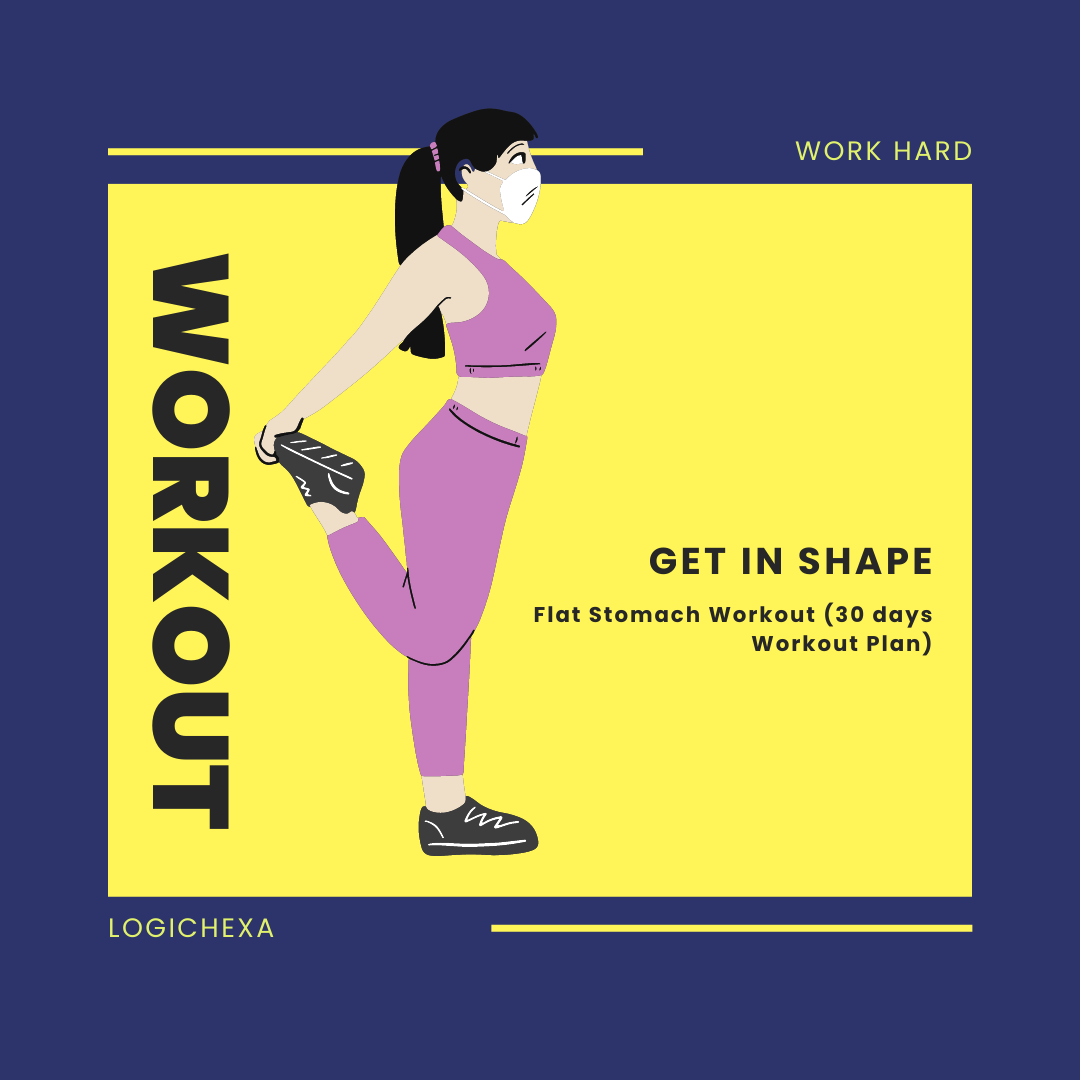 WORK HARD
WORKOUT
GET IN SHAPE
Flat Stomach Workout (30 days
Workout Plan)
LOGICHEXA